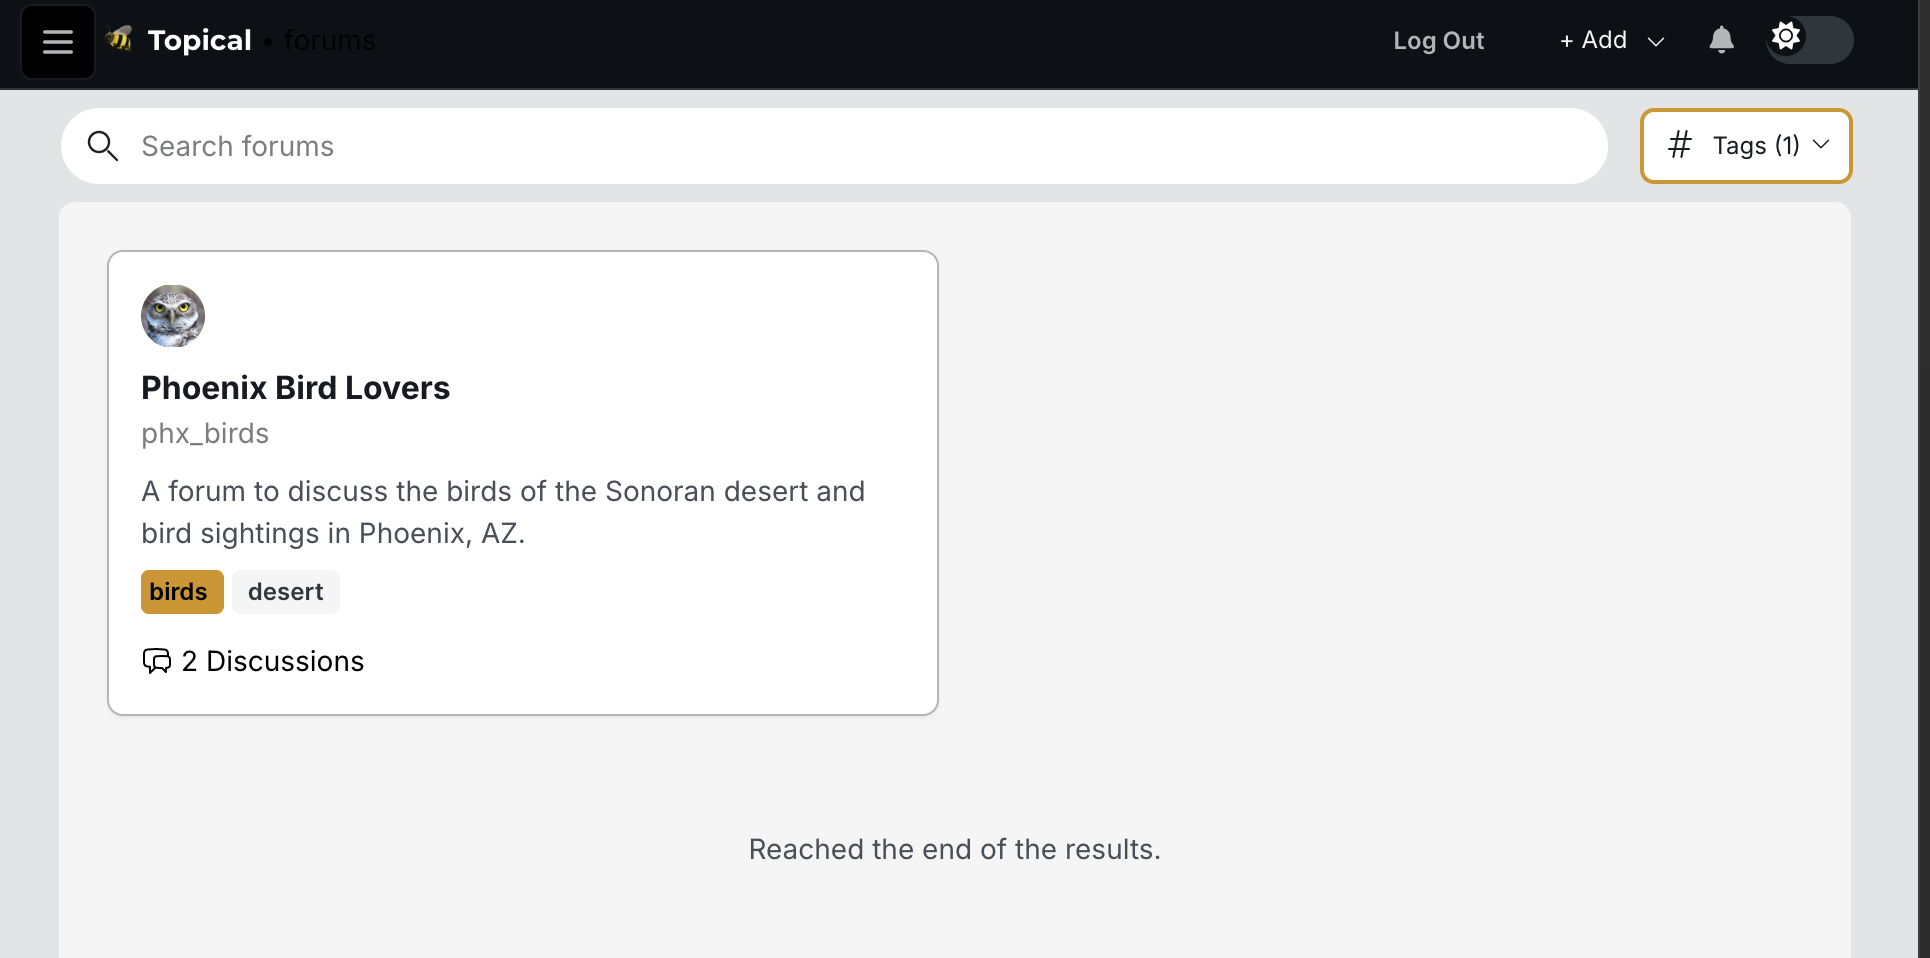 Topical • forums
Log Out
+ Add
Search forums
# Tags (1)
Phoenix Bird Lovers
phx_birds
A forum to discuss the birds of the Sonoran desert and
bird sightings in Phoenix, AZ.
birds desert
2 Discussions
Reached the end of the results.